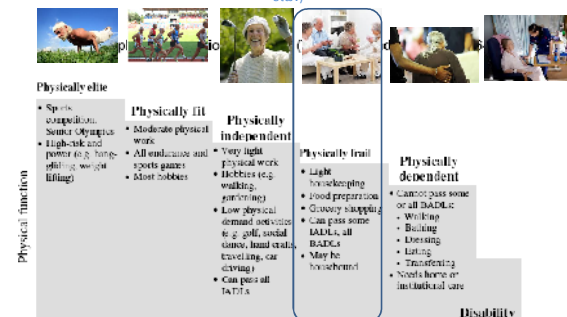 Physically elite
• Sports
competition,
Senior Olympics
• High-risk and
power (e.g. hang-
gliding, weight
lifting)
Physically fit
• Moderate physical
work
• All endurance and
sports games
• Most hobbies
Physically
independent
• Very light
physical work
• Hobbies (e.g.
walking,
gardening)
• Low physical
demand activities
(e.g. golf, social
dance, hand crafts,
travelling, car
driving)
• Can pass all
IADLs
Physically frail
• Light
housekeeping
• Food preparation
• Grocery shopping
• Can pass some
IADLs, all
BADLs
• May be
housebound
Physically
dependent
• Cannot pass some
or all BADLs:
• Walking
• Bathing
• Dressing
• Eating
• Transferring
• Needs home or
institutional care
Disability
Physical function